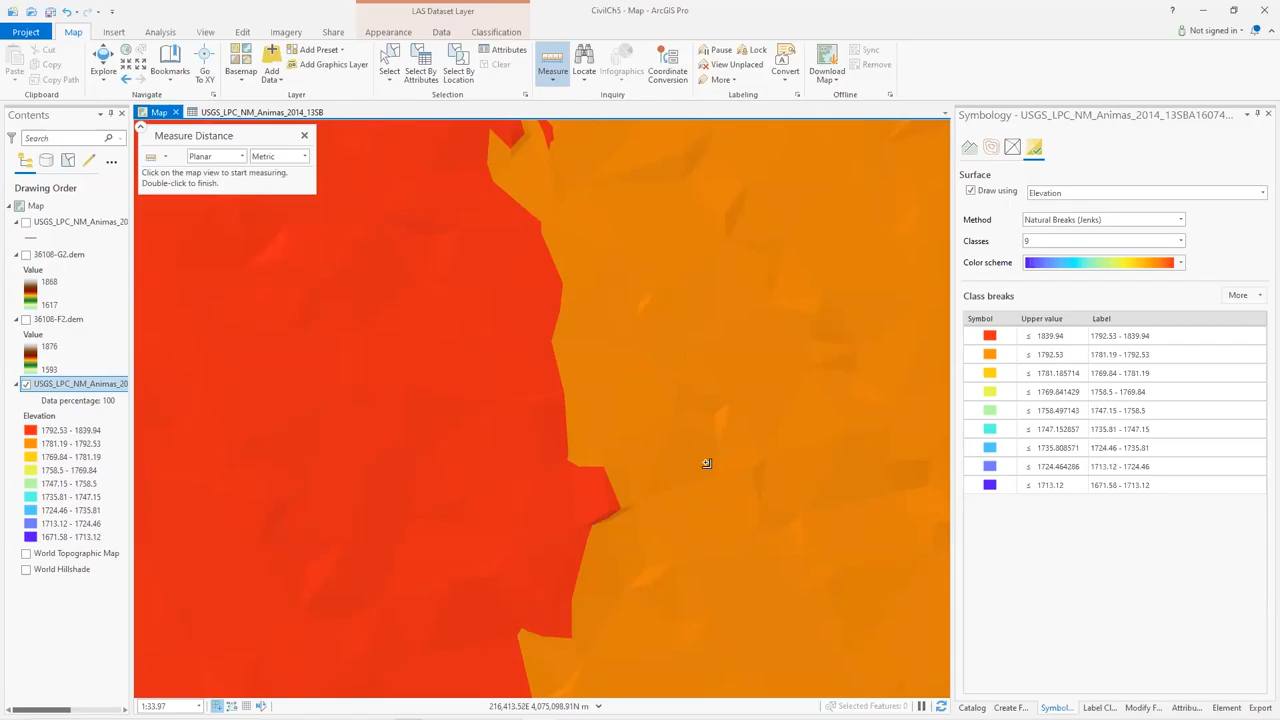 LAS Dataset Layer
CivilCh5 - Map - ArcGIS Pro
Project Map Insert Analysis View Edit Imagery Share Appearance Data Classification
Not signed in
Cut
Copy
Copy Path
Paste
Explore
Bookmarks
Go To XY
Basemap
Add Data
Add Preset
Add Graphics Layer
Select
Select By Attributes
Select By Location
Attributes
Clear
Measure
Locate
Infographics
Coordinate Conversion
Pause
Lock
View Unplaced
More
Convert
Download Map
Sync
Remove
Clipboard Navigate Layer Selection Inquiry Labeling Offline
Contents
Search
Drawing Order
Map
USGS_LPC_NM_Animas_20
36108-G2.dem
Value
1868
1617
36108-F2.dem
Value
1876
1593
USGS_LPC_NM_Animas_20
Data percentage: 100
Elevation
1792.53 - 1839.94
1781.19 - 1792.53
1769.84 - 1781.19
1758.5 - 1769.84
1747.15 - 1758.5
1735.81 - 1747.15
1724.46 - 1735.81
1713.12 - 1724.46
1671.58 - 1713.12
World Topographic Map
World Hillshade
Map
USGS_LPC_NM_Animas_2014_13SB
Measure Distance
Planar Metric
Click on the map view to start measuring.
Double-click to finish.
1:33.97
216,413.52E 4,075,098.91N m
Selected Features: 0
Symbology - USGS_LPC_NM_Animas_2014_13SBA16074...
Surface
Draw using Elevation
Method Natural Breaks (Jenks)
Classes 9
Color scheme
Class breaks More
Symbol Upper value Label
≤ 1839.94 1792.53 - 1839.94
≤ 1792.53 1781.19 - 1792.53
≤ 1781.185714 1769.84 - 1781.19
≤ 1769.841429 1758.5 - 1769.84
≤ 1758.497143 1747.15 - 1758.5
≤ 1747.152857 1735.81 - 1747.15
≤ 1735.808571 1724.46 - 1735.81
≤ 1724.464286 1713.12 - 1724.46
≤ 1713.12 1671.58 - 1713.12
Catalog Create F... Symbol... Label Cl... Modify F... Attribu... Element Export